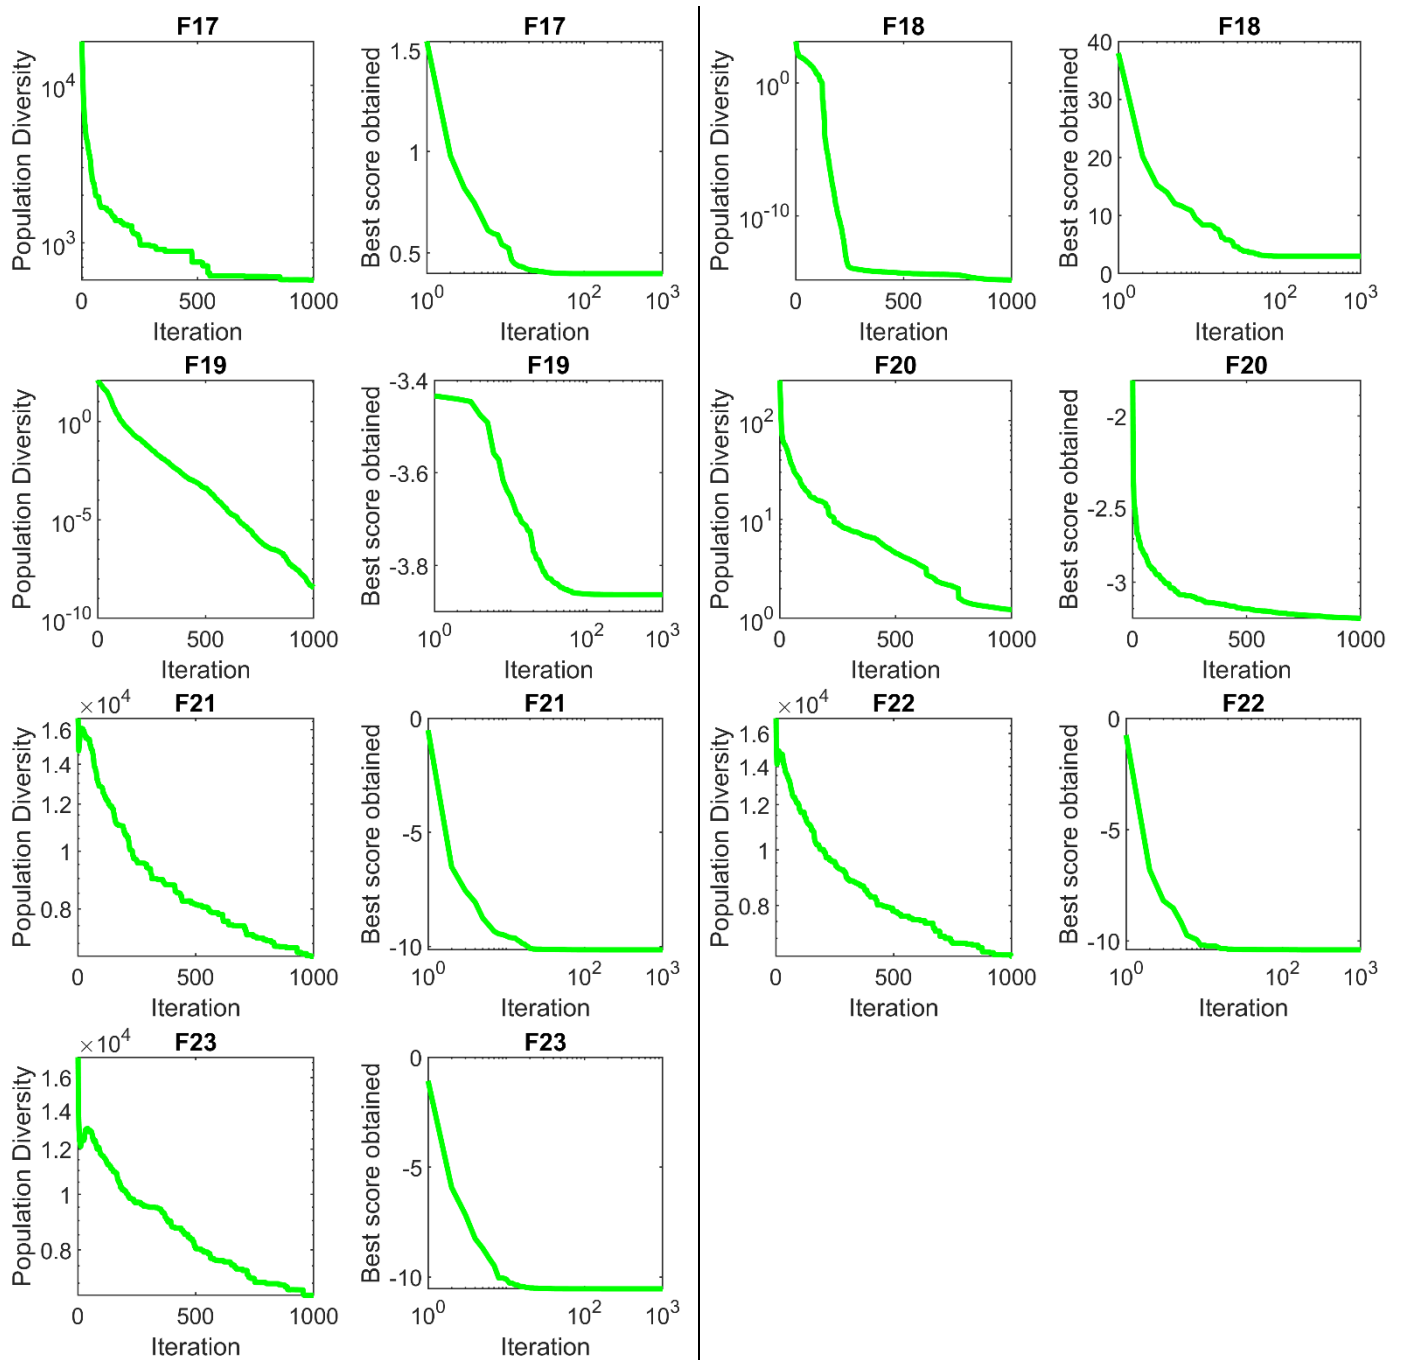 F17
Population Diversity
10^4
10^3
0 500 1000
Iteration
F17
Best score obtained
1.5
1
0.5
10^0 10^2 10^3
Iteration
F18
Population Diversity
10^0
10^-10
0 500 1000
Iteration
F18
Best score obtained
40
30
20
10
0
10^0 10^2 10^3
Iteration
F19
Population Diversity
10^0
10^-5
10^-10
0 500 1000
Iteration
F19
Best score obtained
-3.4
-3.6
-3.8
10^0 10^2 10^3
Iteration
F20
Population Diversity
10^2
10^1
10^0
0 500 1000
Iteration
F20
Best score obtained
-2
-2.5
-3
0 500 1000
Iteration
×10^4
F21
Population Diversity
1.6
1.4
1.2
1
0.8
0 500 1000
Iteration
F21
Best score obtained
0
-5
-10
10^0 10^2 10^3
Iteration
×10^4
F22
Population Diversity
1.6
1.4
1.2
1
0.8
0 500 1000
Iteration
F22
Best score obtained
0
-5
-10
10^0 10^2 10^3
Iteration
×10^4
F23
Population Diversity
1.6
1.4
1.2
1
0.8
0 500 1000
Iteration
F23
Best score obtained
0
-5
-10
10^0 10^2 10^3
Iteration